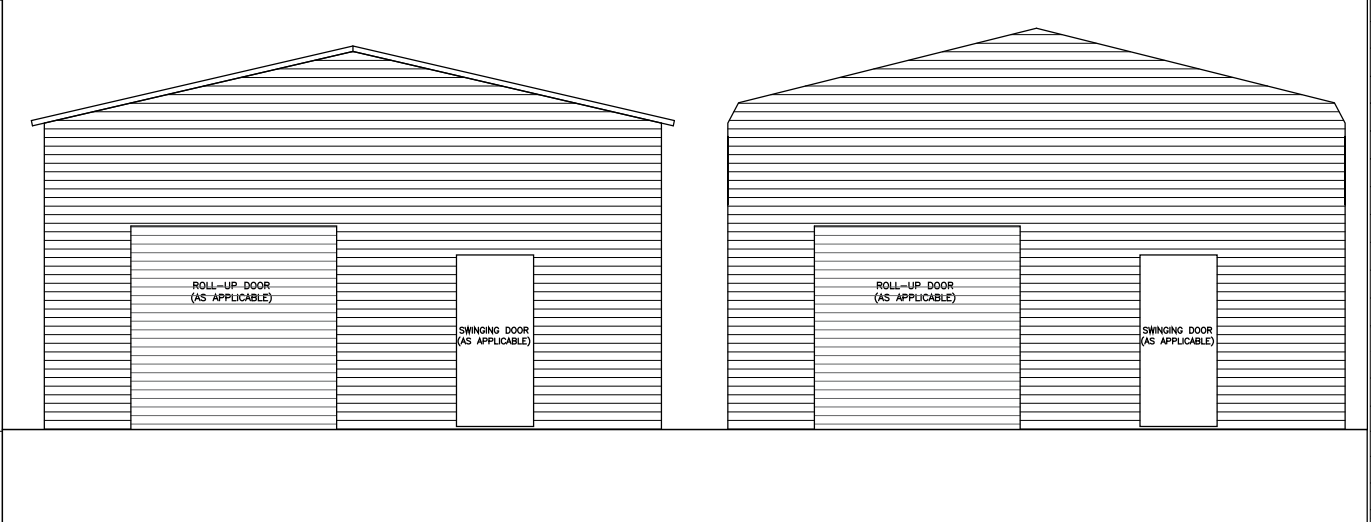 ROLL-UP DOOR
(AS APPLICABLE)
SWINGING DOOR
(AS APPLICABLE)
ROLL-UP DOOR
(AS APPLICABLE)
SWINGING DOOR
(AS APPLICABLE)